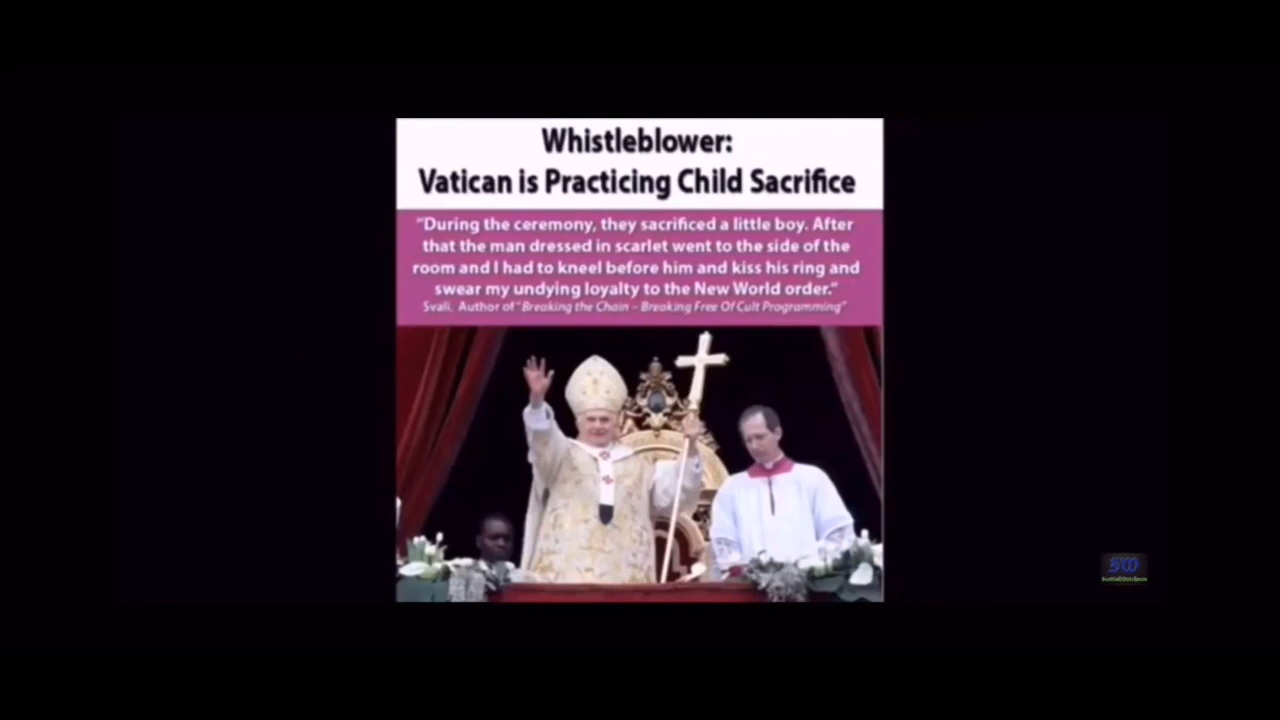 Whistleblower:
Vatican is Practicing Child Sacrifice
“During the ceremony, they sacrificed a little boy. After
that the man dressed in scarlet went to the side of the
room and I had to kneel before him and kiss his ring and
swear my undying loyalty to the New World order.“
Svali, Author of “Breaking the Chain – Breaking Free Of Cult Programming”